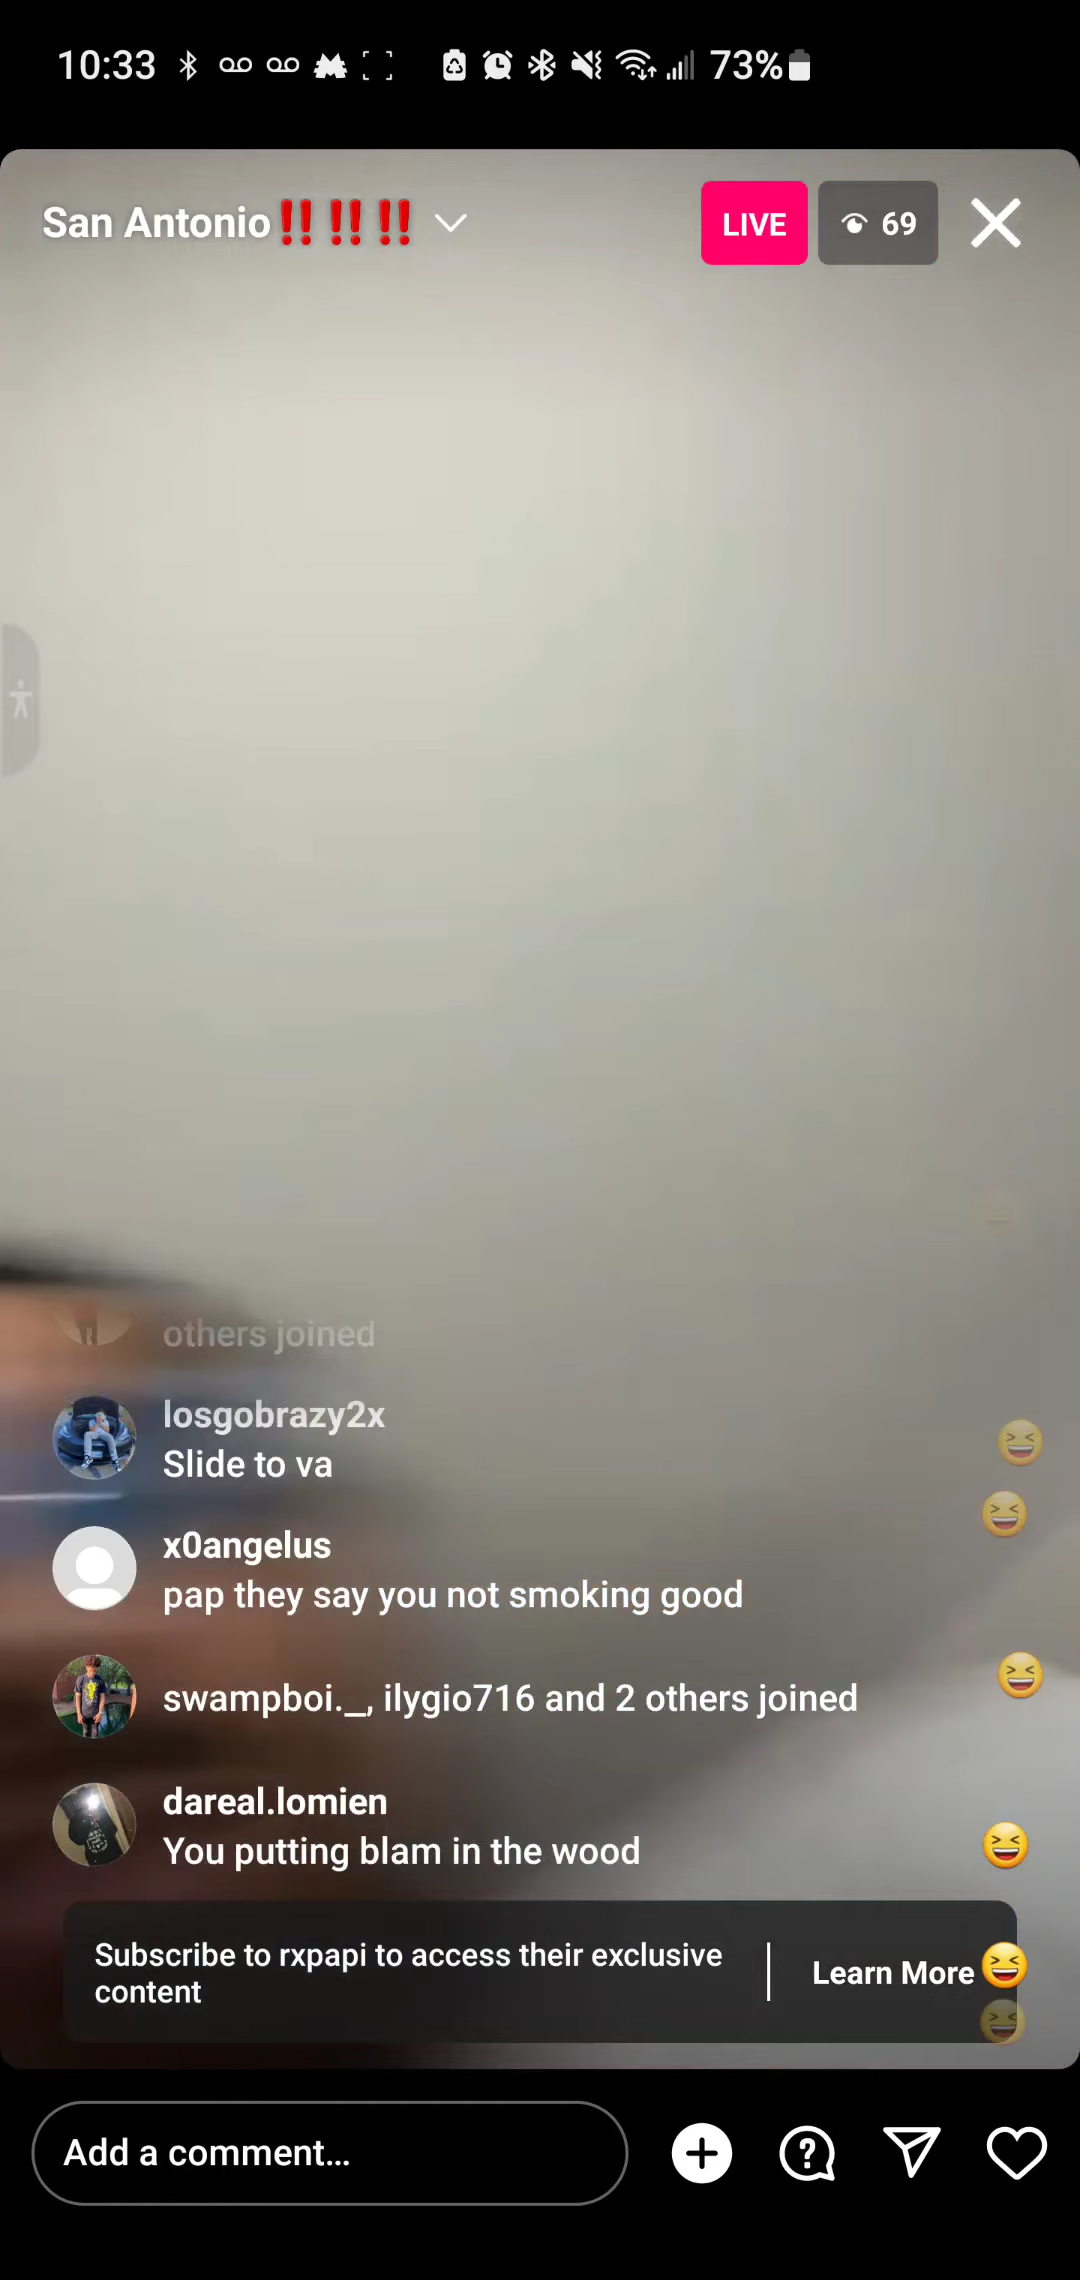 10:33 73%
San Antonio‼️‼️‼️ LIVE 69
others joined
losgobrazy2x
Slide to va
x0angelus
pap they say you not smoking good
swampboi._, ilygio716 and 2 others joined
dareal.lomien
You putting blam in the wood
Subscribe to rxpapi to access their exclusive
content
Learn More
Add a comment...